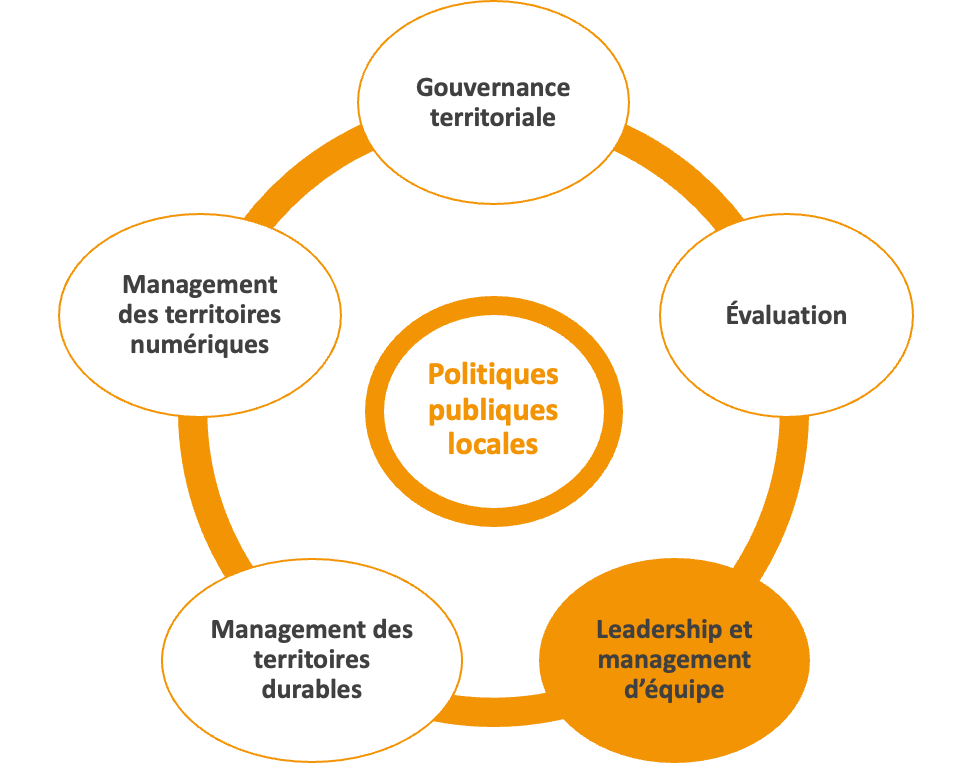 Gouvernance
territoriale
Évaluation
Leadership et
management
d’équipe
Management des
territoires
durables
Management
des territoires
numériques
Politiques
publiques
locales